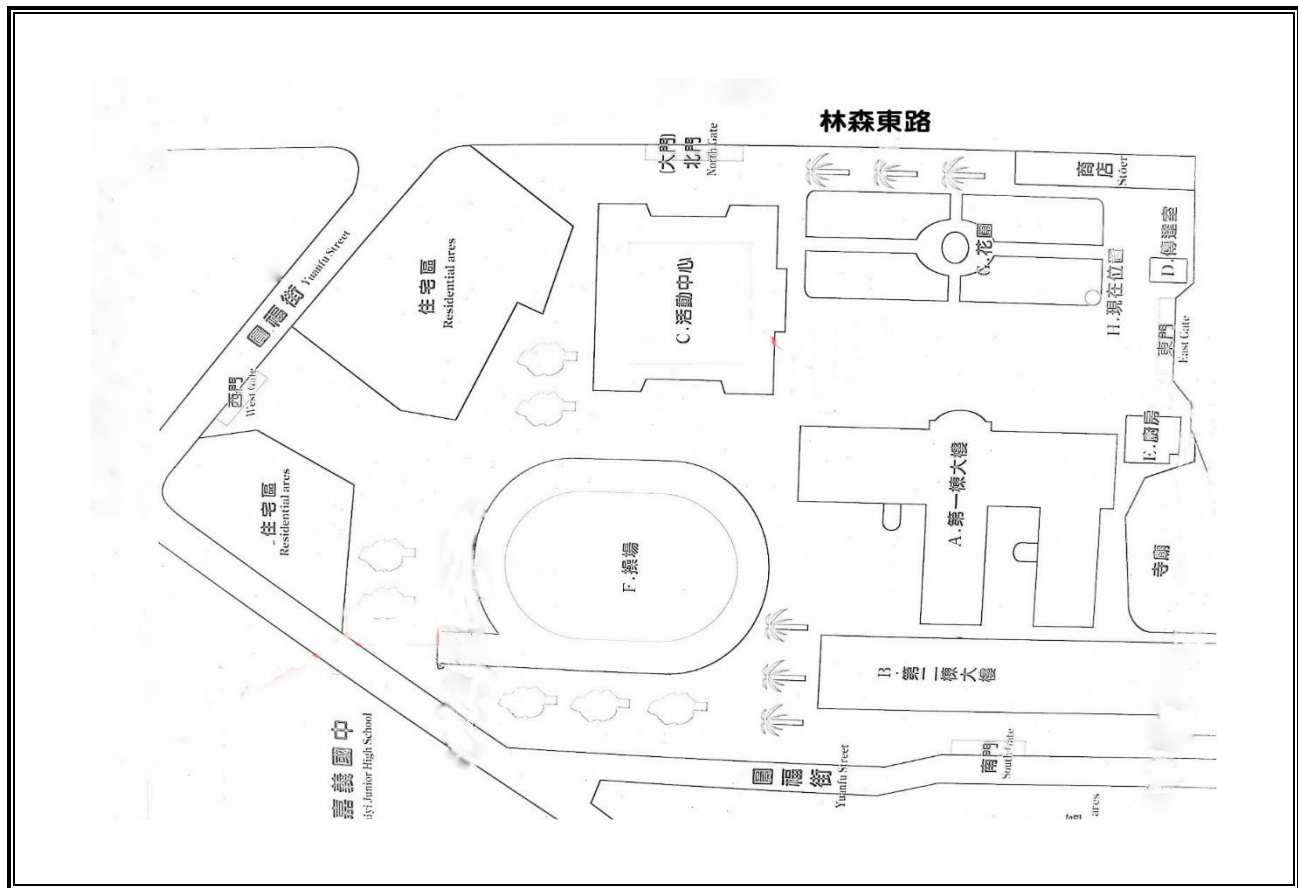 林森東路
(大門)
北門
North Gate
商店
Stoer
圓福街 Yuanfu Street
住宅區
Residential ares
C.活動中心
G.花園
D.傳達室
H.現在位置
東門
East Gate
西門
West Gate
E.廚房
住宅區
Residential ares
F.操場
A.第一棟大樓
寺廟
B.第二棟大樓
嘉義國中
iyi Junior High School
圓福街
Yuanfu Street
南門
South Gate
ares